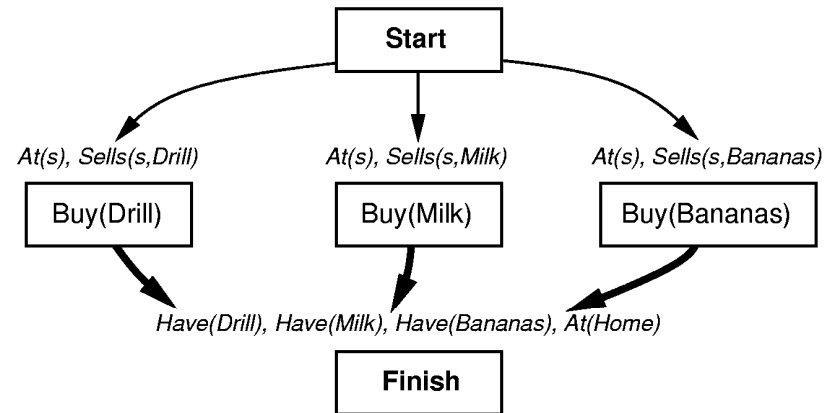 Start
At(s), Sells(s,Drill)
At(s), Sells(s,Milk)
At(s), Sells(s,Bananas)
Buy(Drill)
Buy(Milk)
Buy(Bananas)
Have(Drill), Have(Milk), Have(Bananas), At(Home)
Finish